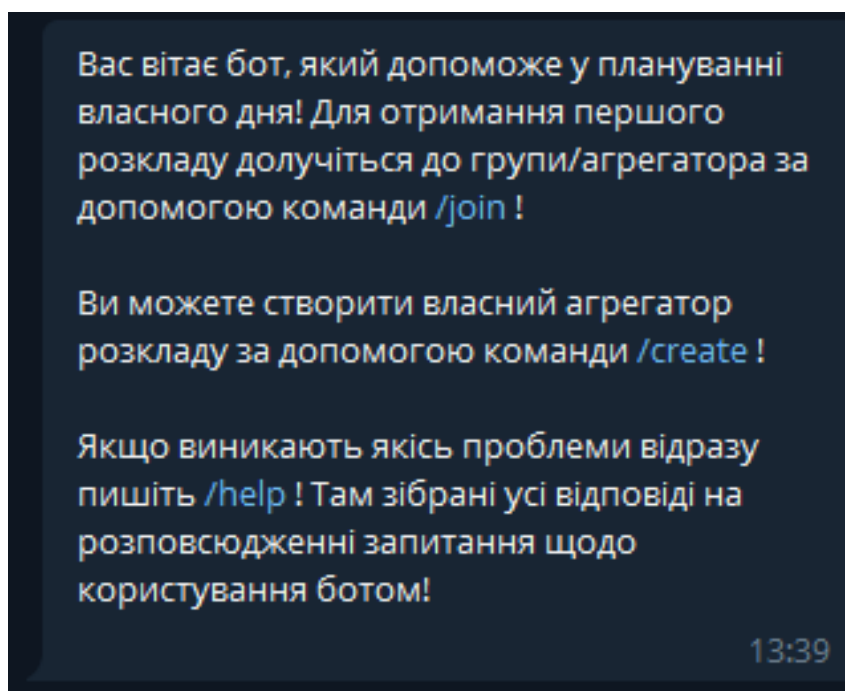 Вас вітає бот, який допоможе у плануванні
власного дня! Для отримання першого
розкладу долучіться до групи/агрегатора за
допомогою команди /join !
Ви можете створити власний агрегатор
розкладу за допомогою команди /create !
Якщо виникають якісь проблеми відразу
пишіть /help ! Там зібрані усі відповіді на
розповсюдженні запитання щодо
користування ботом!
13:39